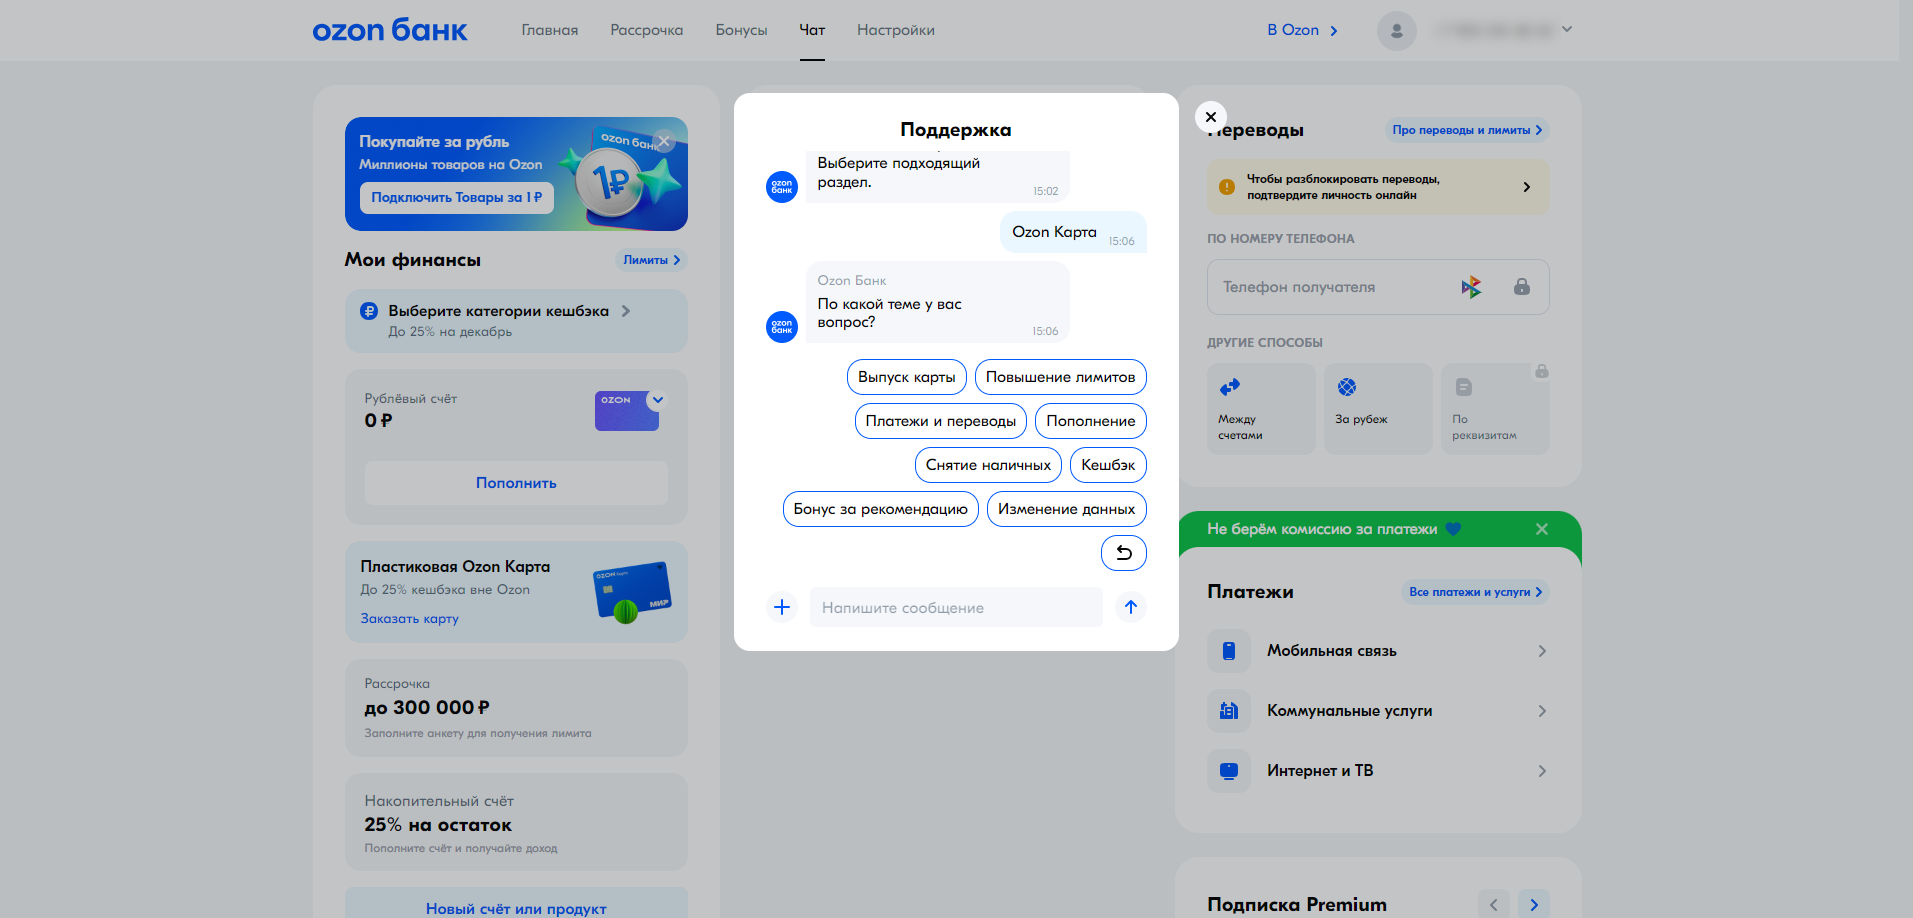 ozon банк
Главная
Рассрочка
Бонусы
Чат
Настройки
В Ozon
Покупайте за рубль
Миллионы товаров на Ozon
Подключить Товары за 1 ₽
ozon банк
1₽
Мои финансы
Лимиты
Выберите категории кешбэка
До 25% на декабрь
Рублёвый счёт
0 ₽
OZON
Пополнить
Пластиковая Ozon Карта
До 25% кешбэка вне Ozon
Заказать карту
МИР
Рассрочка
до 300 000 ₽
Заполните анкету для получения лимита
Накопительный счёт
25% на остаток
Пополните счёт и получайте доход
Новый счёт или продукт
Поддержка
Выберите подходящий
раздел.
15:02
ozon
банк
Ozon Карта
15:06
Ozon Банк
По какой теме у вас
вопрос?
15:06
ozon
банк
Выпуск карты
Повышение лимитов
Платежи и переводы
Пополнение
Снятие наличных
Кешбэк
Бонус за рекомендацию
Изменение данных
Напишите сообщение
Переводы
Про переводы и лимиты
Чтобы разблокировать переводы,
подтвердите личность онлайн
ПО НОМЕРУ ТЕЛЕФОНА
Телефон получателя
ДРУГИЕ СПОСОБЫ
Между
счетами
За рубеж
По
реквизитам
Не берём комиссию за платежи
Платежи
Все платежи и услуги
Мобильная связь
Коммунальные услуги
Интернет и ТВ
Подписка Premium